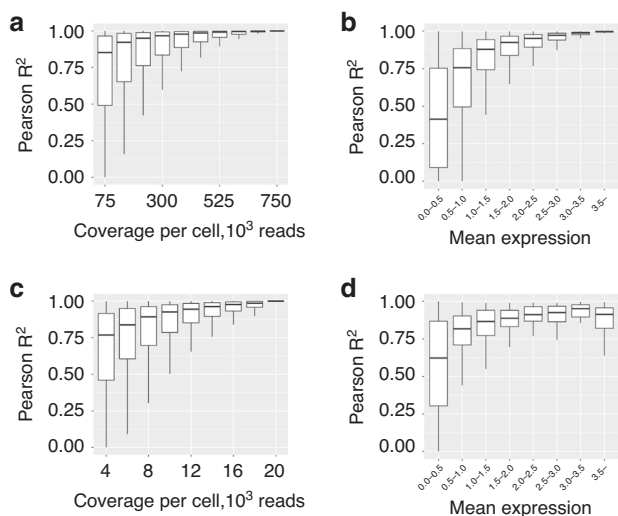 a
Pearson R²
1.00
0.75
0.50
0.25
0.00
75 300 525 750
Coverage per cell,10³ reads
b
Pearson R²
1.00
0.75
0.50
0.25
0.00
0.0–0.5
0.5–1.0
1.0–1.5
1.5–2.0
2.0–2.5
2.5–3.0
3.0–3.5
3.5–
Mean expression
c
Pearson R²
1.00
0.75
0.50
0.25
0.00
4 8 12 16 20
Coverage per cell,10³ reads
d
Pearson R²
1.00
0.75
0.50
0.25
0.00
0.0–0.5
0.5–1.0
1.0–1.5
1.5–2.0
2.0–2.5
2.5–3.0
3.0–3.5
3.5–
Mean expression